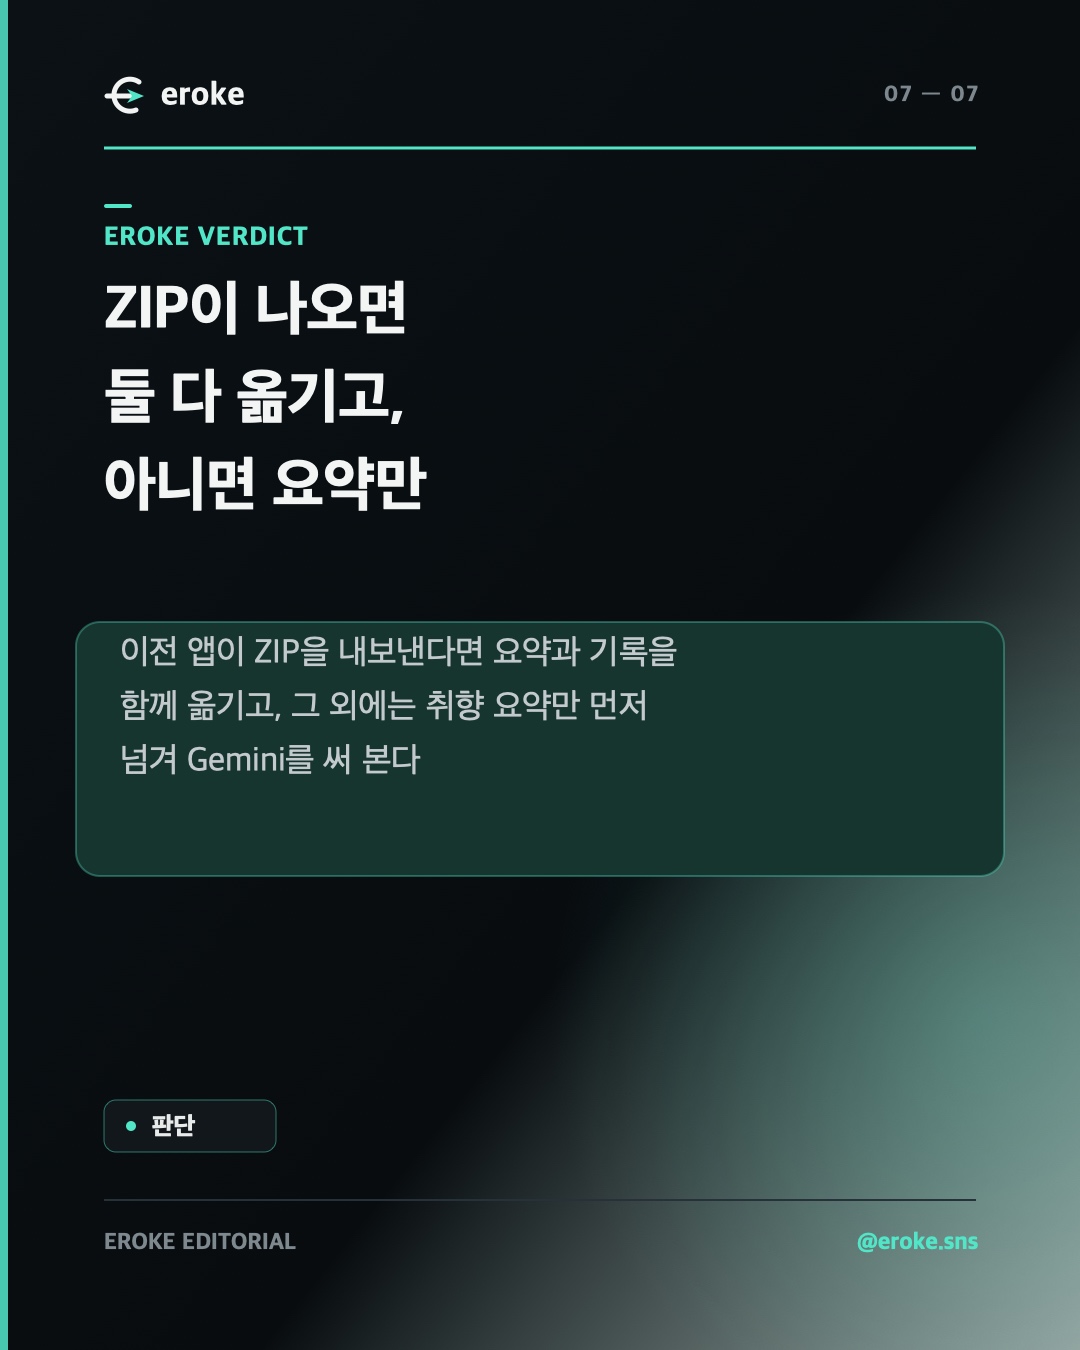 eroke
07 — 07
EROKE VERDICT
ZIP이 나오면
둘 다 옮기고,
아니면 요약만
이전 앱이 ZIP을 내보낸다면 요약과 기록을
함께 옮기고, 그 외에는 취향 요약만 먼저
넘겨 Gemini를 써 본다
판단
EROKE EDITORIAL
@eroke.sns